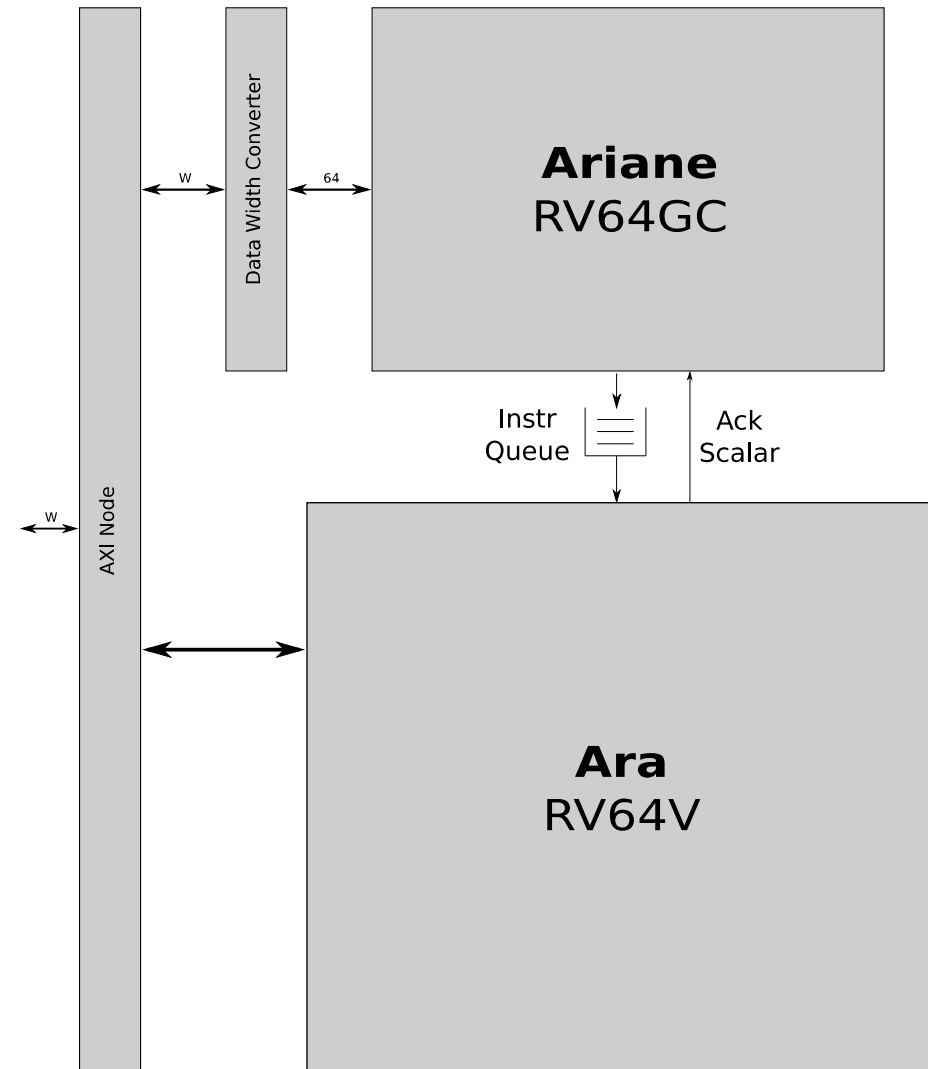 Ariane
RV64GC
Data Width Converter
W
64
Instr
Queue
Ack
Scalar
W
AXI Node
Ara
RV64V